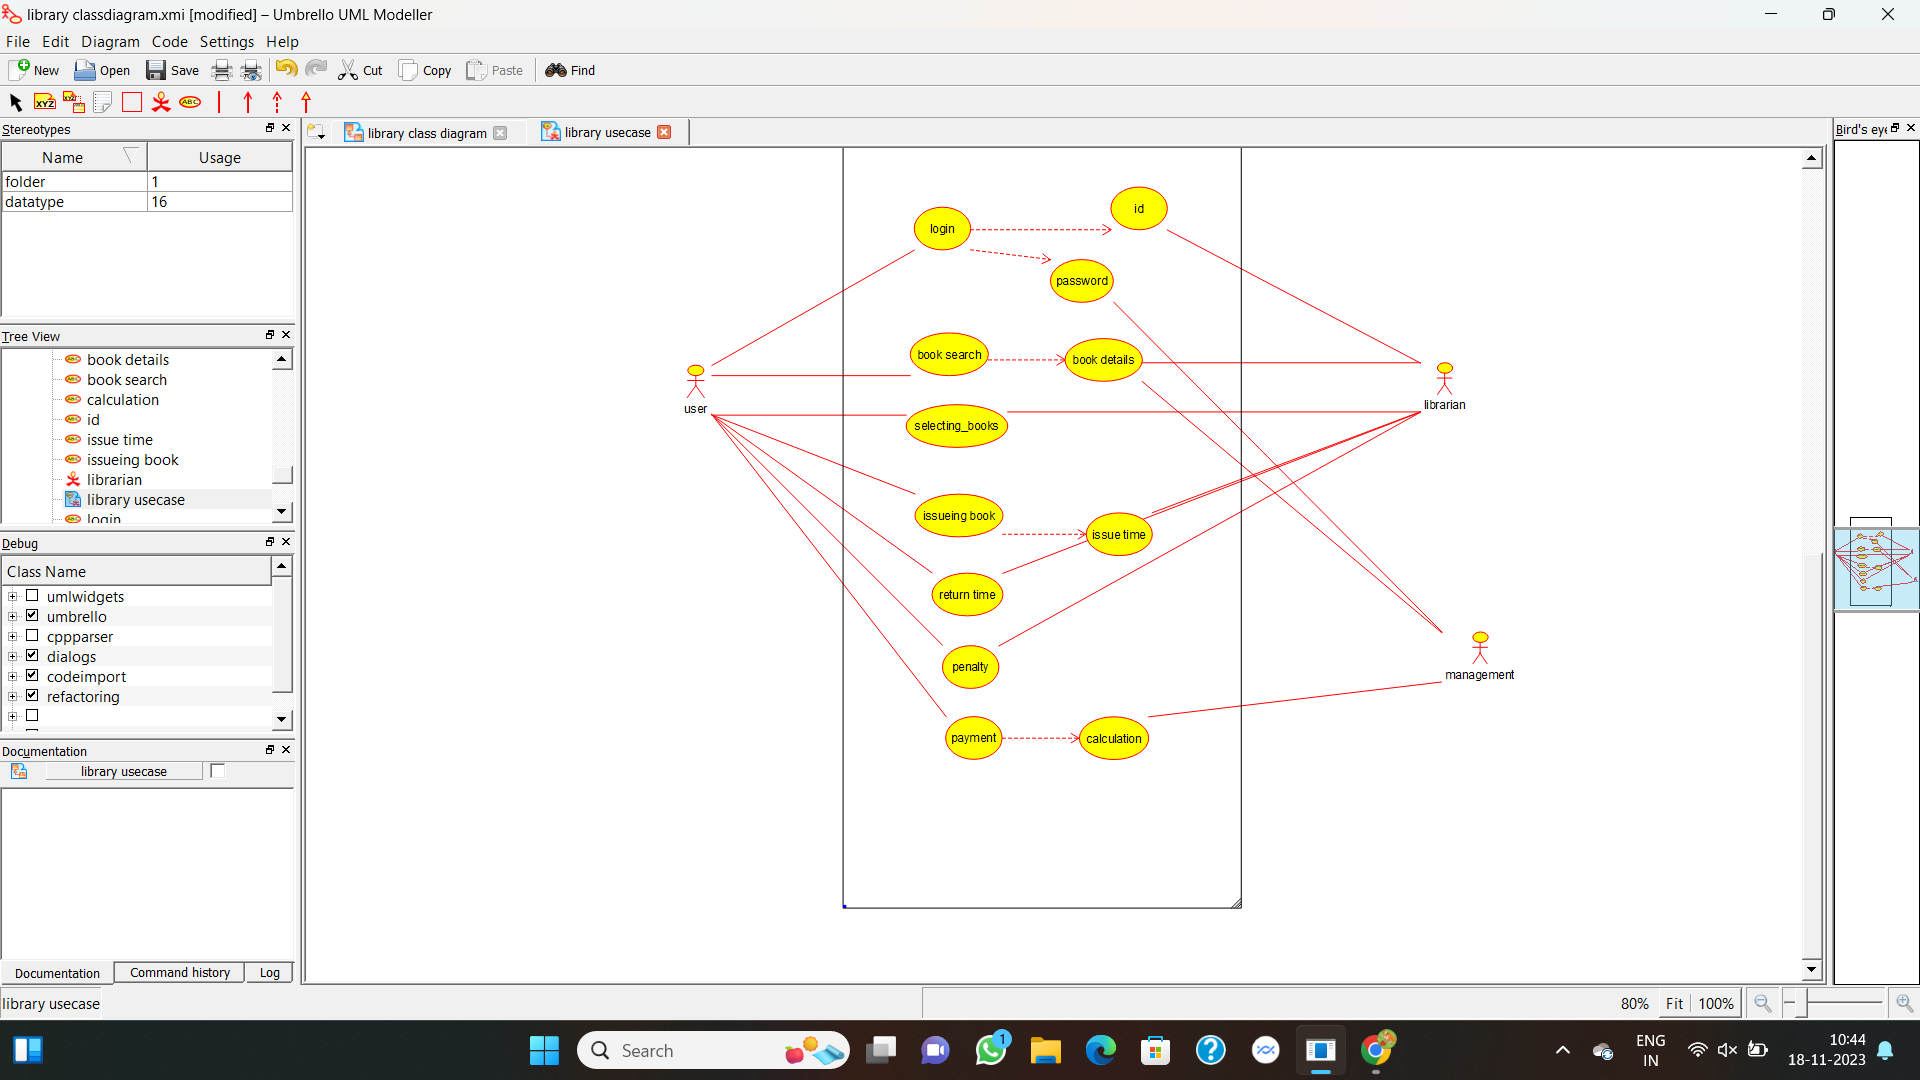 library classdiagram.xmi [modified] – Umbrello UML Modeller
File Edit Diagram Code Settings Help
New Open Save Cut Copy Paste Find
XYZ XYZ ABC
Stereotypes
library class diagram library usecase
Bird's eye
Name Usage
folder 1
datatype 16
Tree View
book details
book search
calculation
id
issue time
issueing book
librarian
library usecase
login
Debug
Class Name
umlwidgets
umbrello
cppparser
dialogs
codeimport
refactoring
Documentation
library usecase
Documentation Command history Log
id
login
password
book search
book details
user
librarian
selecting_books
issueing book
issue time
return time
penalty
management
payment
calculation
library usecase
80% Fit 100%
Search
1
ENG
IN
10:44
18-11-2023